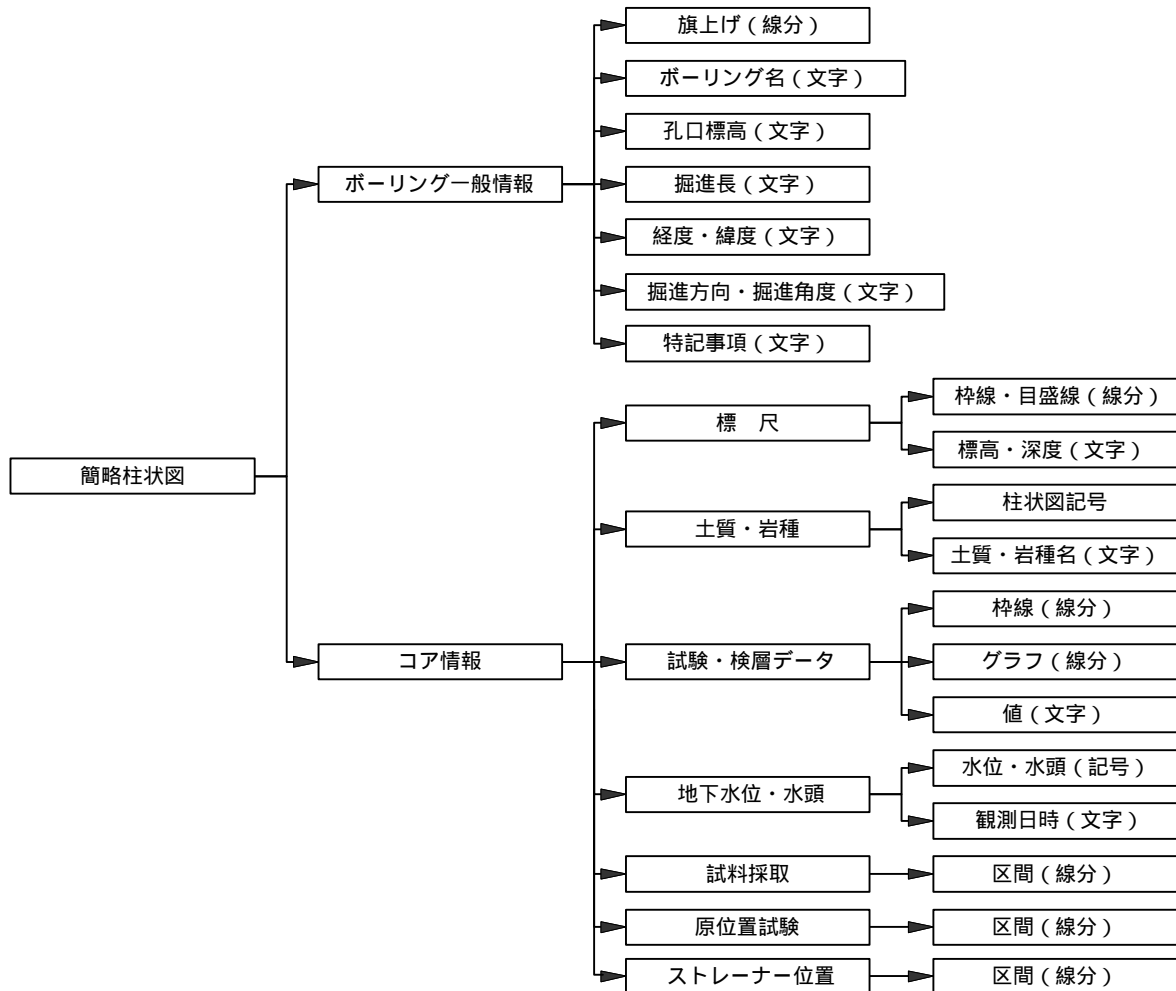 簡略柱状図
ボーリング一般情報
旗上げ(線分)
ボーリング名(文字)
孔口標高(文字)
掘進長(文字)
経度・緯度(文字)
掘進方向・掘進角度(文字)
特記事項(文字)
コア情報
標 尺
枠線・目盛線(線分)
標高・深度(文字)
土質・岩種
柱状図記号
土質・岩種名(文字)
試験・検層データ
枠線(線分)
グラフ(線分)
値(文字)
地下水位・水頭
水位・水頭(記号)
観測日時(文字)
試料採取
区間(線分)
原位置試験
区間(線分)
ストレーナー位置
区間(線分)